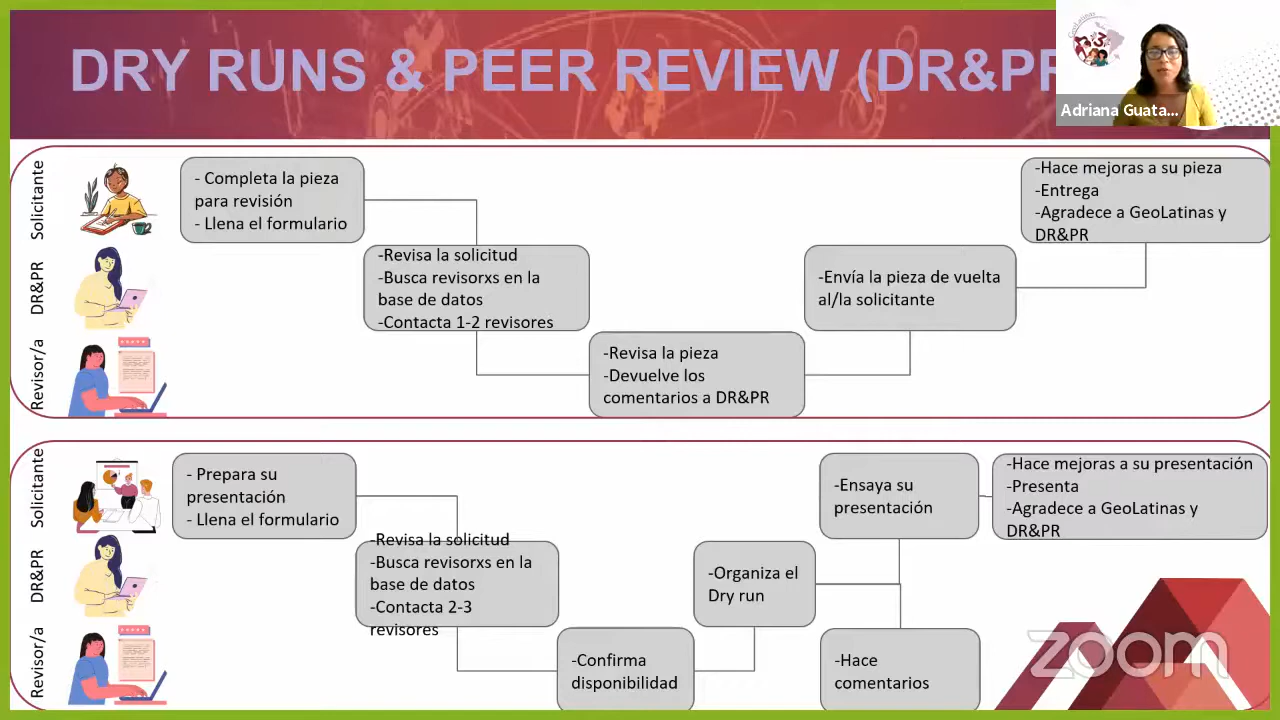 DRY RUNS & PEER REVIEW (DR&PR
GeoLatinas
Adriana Guata...
Solicitante
- Completa la pieza
para revisión
- Llena el formulario
-Hace mejoras a su pieza
-Entrega
-Agradece a GeoLatinas y
DR&PR
DR&PR
-Revisa la solicitud
-Busca revisorxs en la
base de datos
-Contacta 1-2 revisores
-Envía la pieza de vuelta
al/la solicitante
Revisor/a
-Revisa la pieza
-Devuelve los
comentarios a DR&PR
Solicitante
- Prepara su
presentación
- Llena el formulario
-Ensaya su
presentación
-Hace mejoras a su presentación
-Presenta
-Agradece a GeoLatinas y
DR&PR
DR&PR
-Revisa la solicitud
-Busca revisorxs en la
base de datos
-Contacta 2-3
revisores
-Organiza el
Dry run
Revisor/a
-Confirma
disponibilidad
-Hace
comentarios
zoom